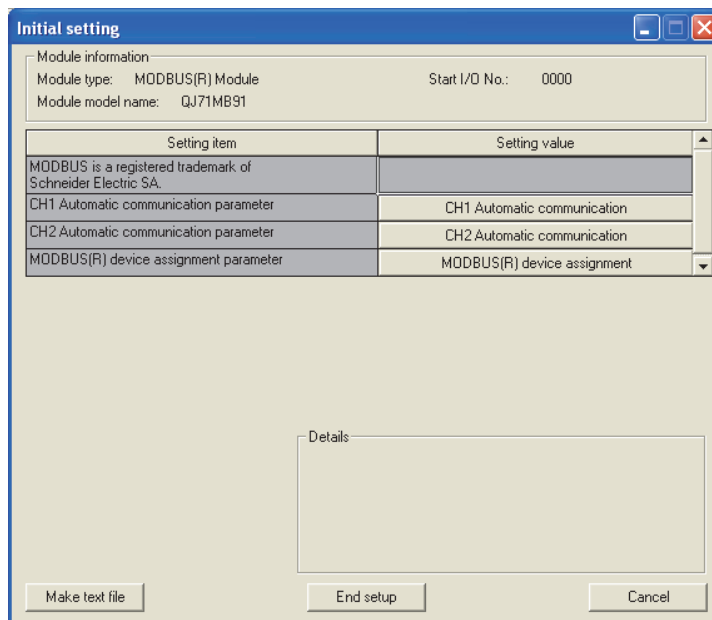 Initial setting
Module information
Module type: MODBUS(R) Module Start I/O No.: 0000
Module model name: QJ71MB91
Setting item Setting value
MODBUS is a registered trademark of
Schneider Electric SA.
CH1 Automatic communication parameter CH1 Automatic communication
CH2 Automatic communication parameter CH2 Automatic communication
MODBUS(R) device assignment parameter MODBUS(R) device assignment
Details
Make text file End setup Cancel